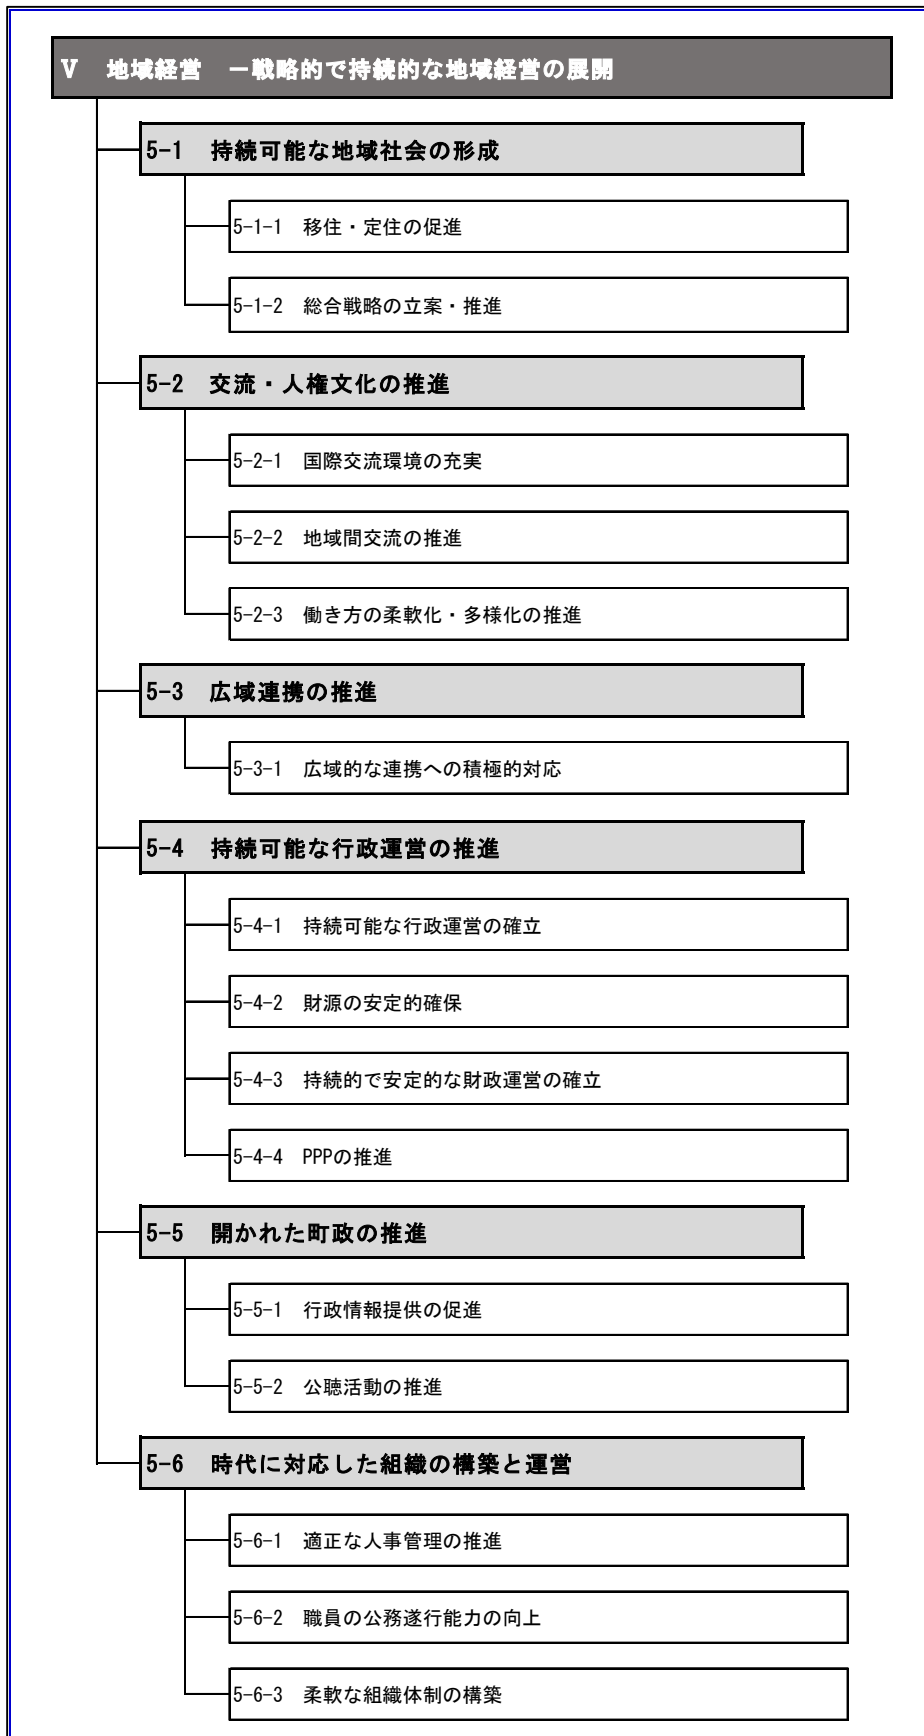 Ⅴ　地域経営　－戦略的で持続的な地域経営の展開
5-1　持続可能な地域社会の形成
5-1-1　移住・定住の促進
5-1-2　総合戦略の立案・推進
5-2　交流・人権文化の推進
5-2-1　国際交流環境の充実
5-2-2　地域間交流の推進
5-2-3　働き方の柔軟化・多様化の推進
5-3　広域連携の推進
5-3-1　広域的な連携への積極的対応
5-4　持続可能な行政運営の推進
5-4-1　持続可能な行政運営の確立
5-4-2　財源の安定的確保
5-4-3　持続的で安定的な財政運営の確立
5-4-4　PPPの推進
5-5　開かれた町政の推進
5-5-1　行政情報提供の促進
5-5-2　公聴活動の推進
5-6　時代に対応した組織の構築と運営
5-6-1　適正な人事管理の推進
5-6-2　職員の公務遂行能力の向上
5-6-3　柔軟な組織体制の構築